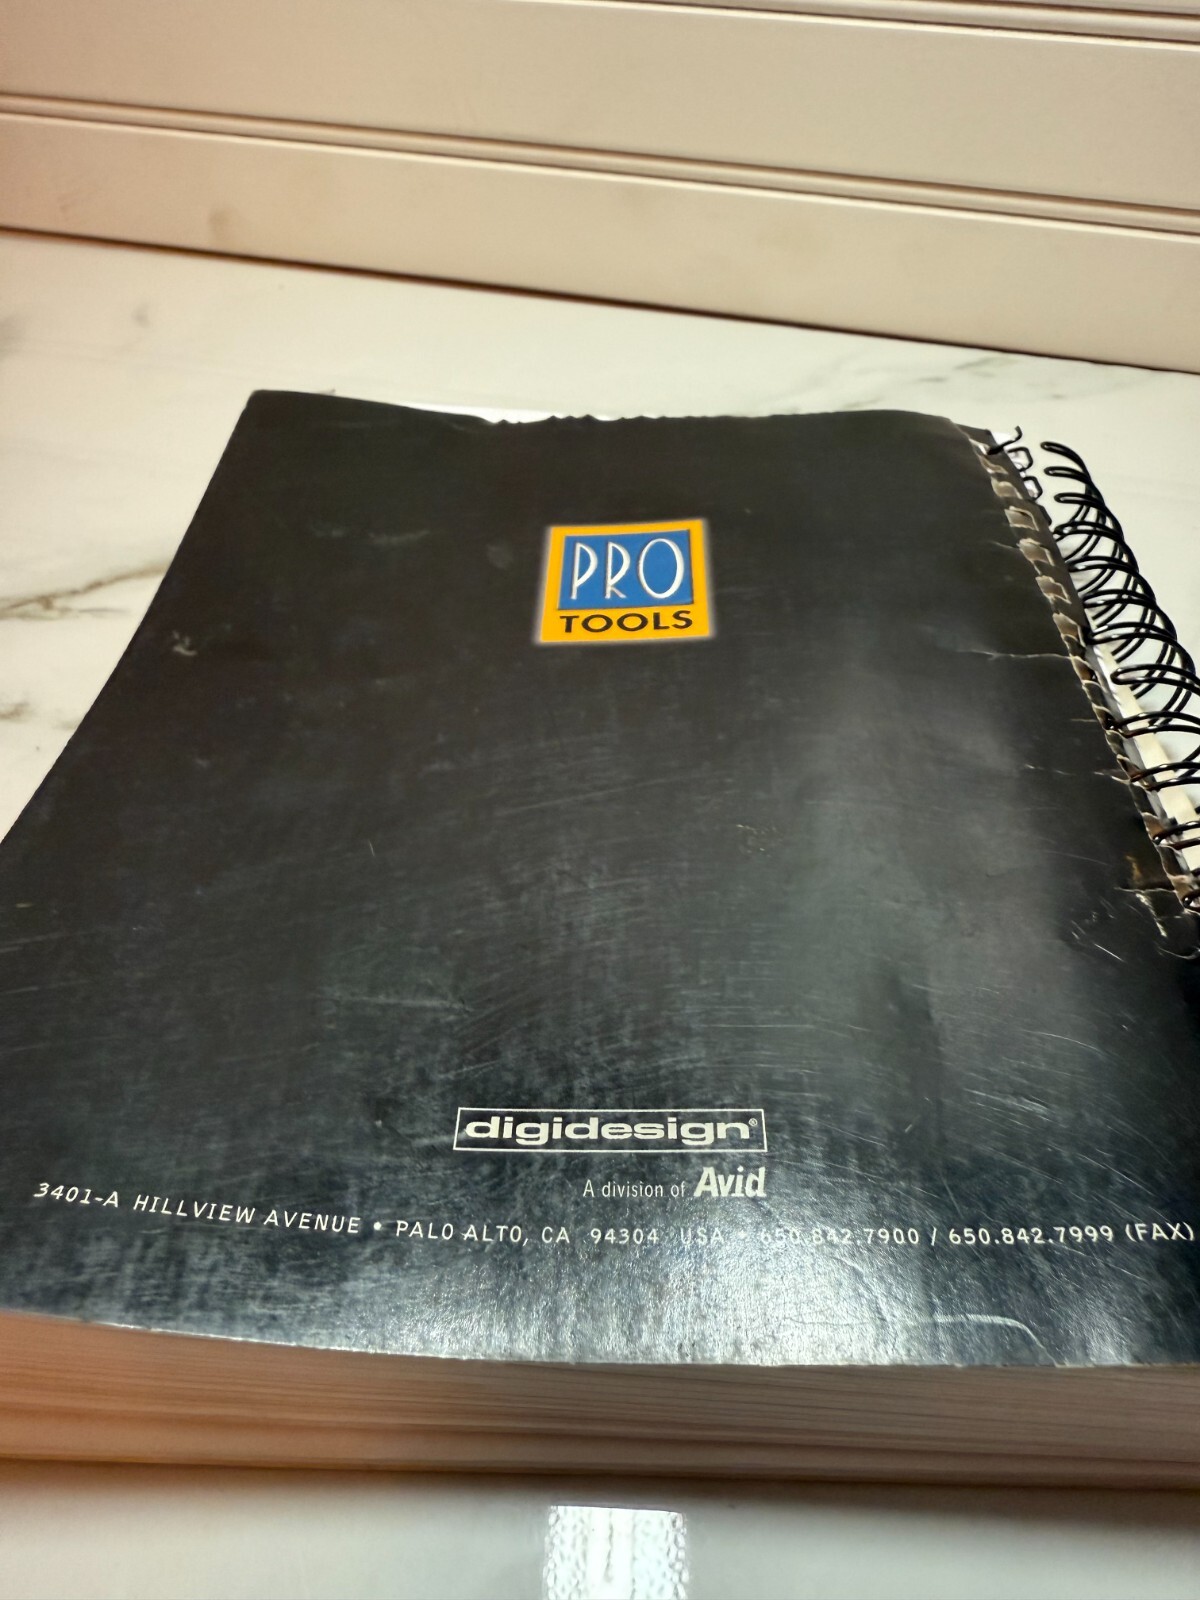 PRO
TOOLS
digidesign®
A division of Avid
3401-A HILLVIEW AVENUE • PALO ALTO, CA 94304 USA • 650.842.7900 / 650.842.7999 (FAX)